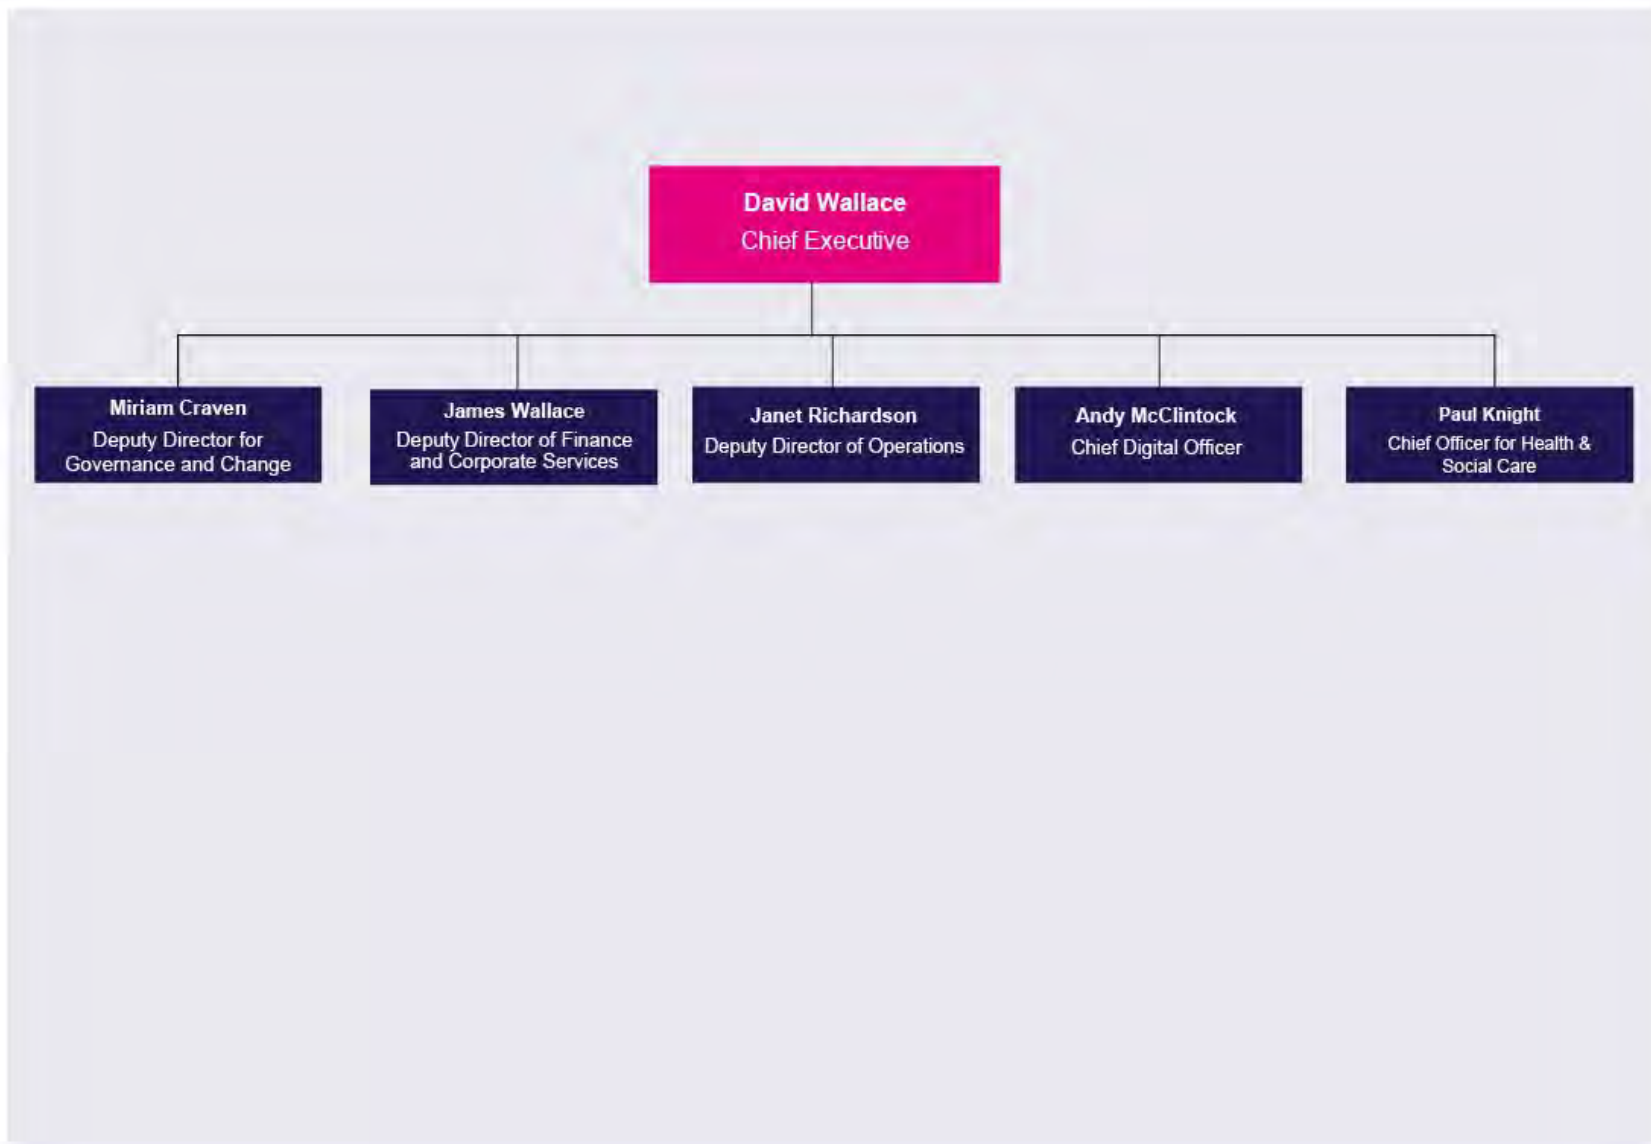 David Wallace
Chief Executive
Miriam Craven
Deputy Director for
Governance and Change
James Wallace
Deputy Director of Finance
and Corporate Services
Janet Richardson
Deputy Director of Operations
Andy McClintock
Chief Digital Officer
Paul Knight
Chief Officer for Health &
Social Care